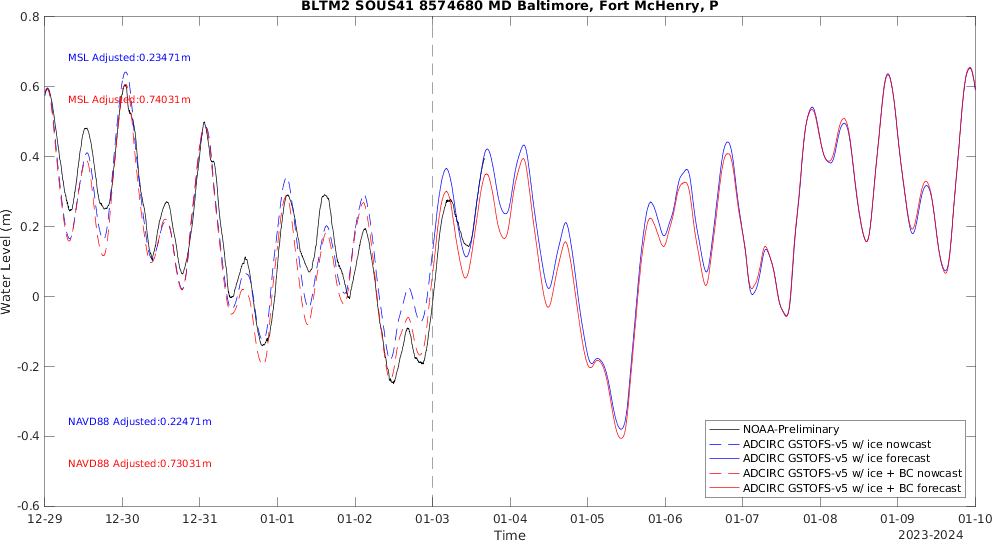 BLTM2 SOUS41 8574680 MD Baltimore, Fort McHenry, P
0.8
0.6
0.4
0.2
0
-0.2
-0.4
-0.6
Water Level (m)
MSL Adjusted:0.23471m
MSL Adjusted:0.74031m
NAVD88 Adjusted:0.22471m
NAVD88 Adjusted:0.73031m
NOAA-Preliminary
ADCIRC GSTOFS-v5 w/ ice nowcast
ADCIRC GSTOFS-v5 w/ ice forecast
ADCIRC GSTOFS-v5 w/ ice + BC nowcast
ADCIRC GSTOFS-v5 w/ ice + BC forecast
12-29 12-30 12-31 01-01 01-02 01-03 01-04 01-05 01-06 01-07 01-08 01-09 01-10
Time
2023-2024